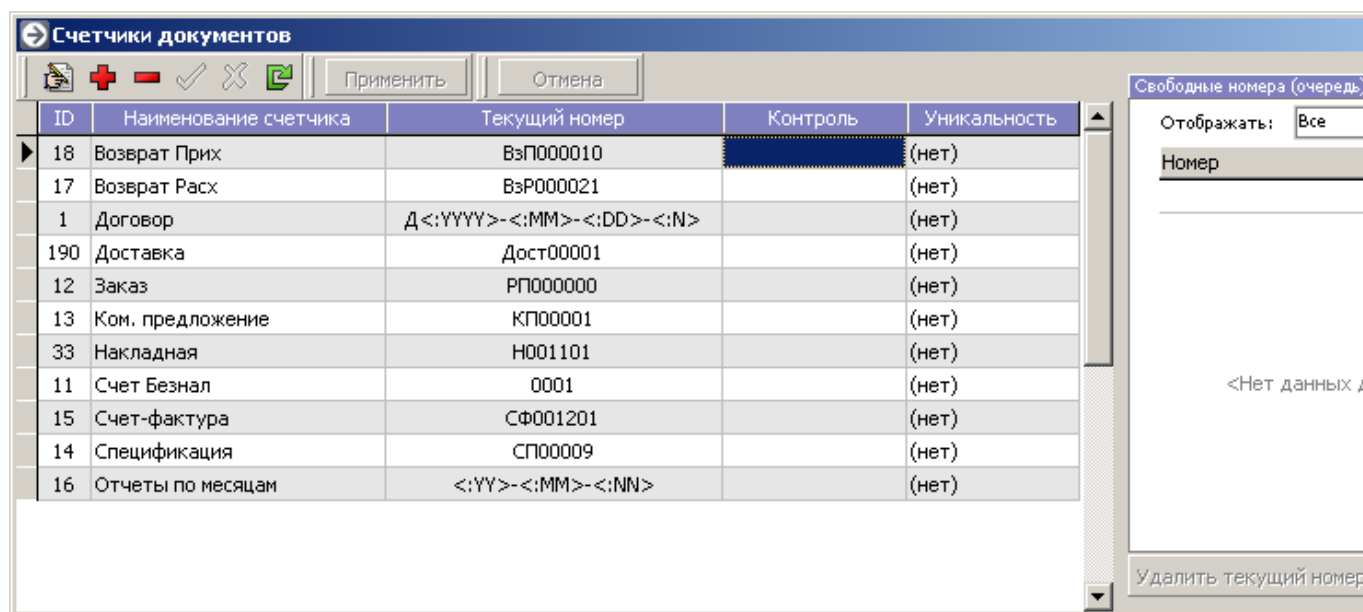 Счетчики документов
Применить Отмена
ID Наименование счетчика Текущий номер Контроль Уникальность
18 Возврат Прих ВзП000010 (нет)
17 Возврат Расх ВзР000021 (нет)
1 Договор Д<:YYYY>-<:MM>-<:DD>-<:N> (нет)
190 Доставка Дост00001 (нет)
12 Заказ РП000000 (нет)
13 Ком. предложение КП00001 (нет)
33 Накладная Н001101 (нет)
11 Счет Безнал 0001 (нет)
15 Счет-фактура СФ001201 (нет)
14 Спецификация СП00009 (нет)
16 Отчеты по месяцам <:YY>-<:MM>-<:NN> (нет)
Свободные номера (очередь)
Отображать: Все
Номер
<Нет данных д
Удалить текущий номер